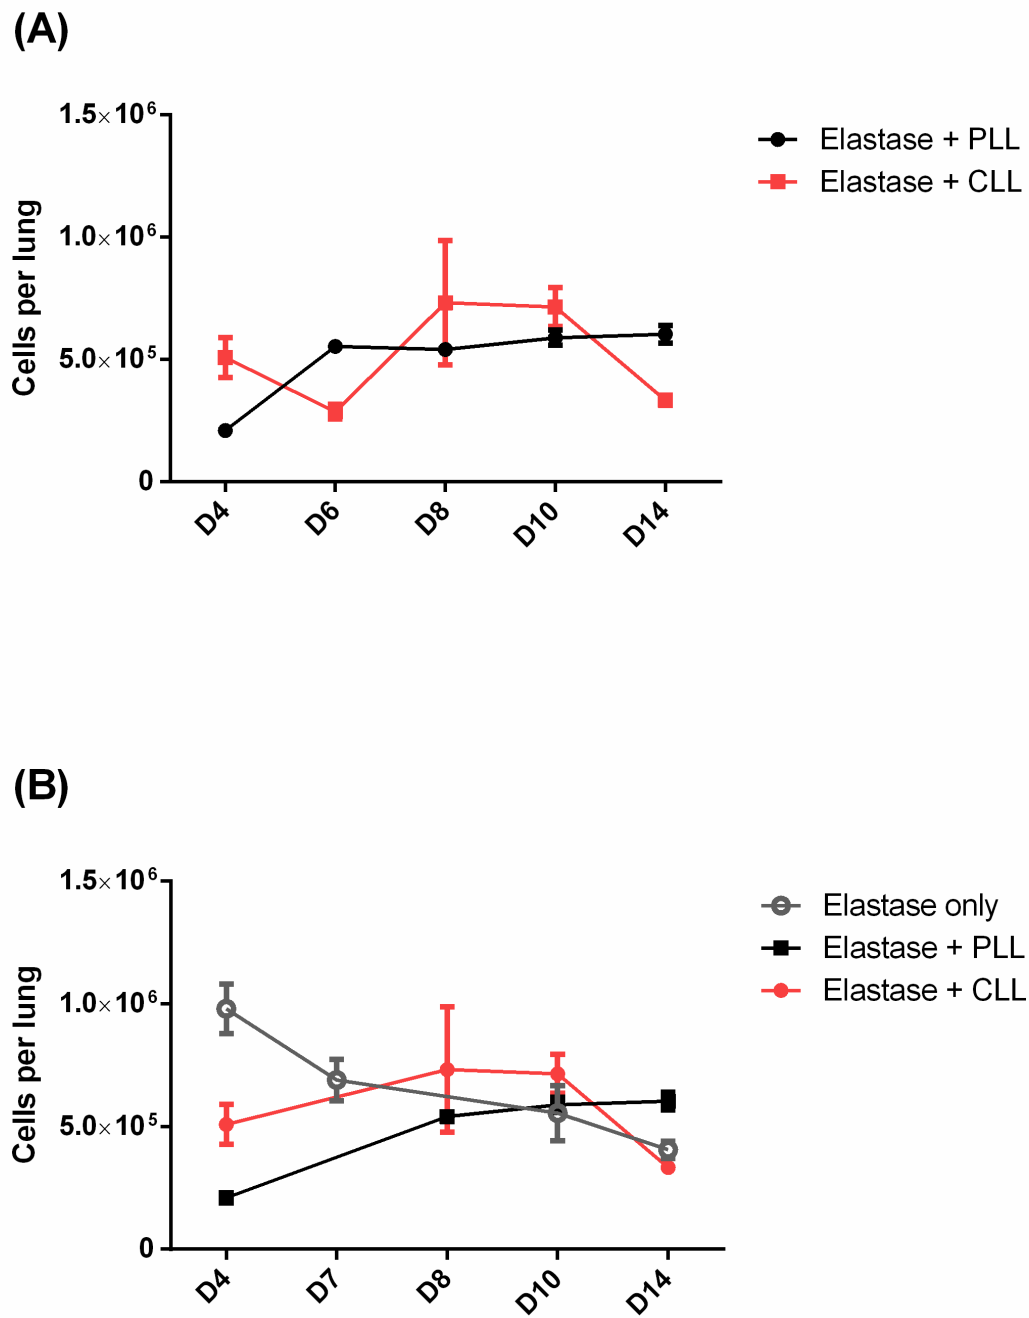 (A)
1.5×10⁶
1.0×10⁶
5.0×10⁵
0
Cells per lung
D4
D6
D8
D10
D14
Elastase + PLL
Elastase + CLL
(B)
1.5×10⁶
1.0×10⁶
5.0×10⁵
0
Cells per lung
D4
D7
D8
D10
D14
Elastase only
Elastase + PLL
Elastase + CLL